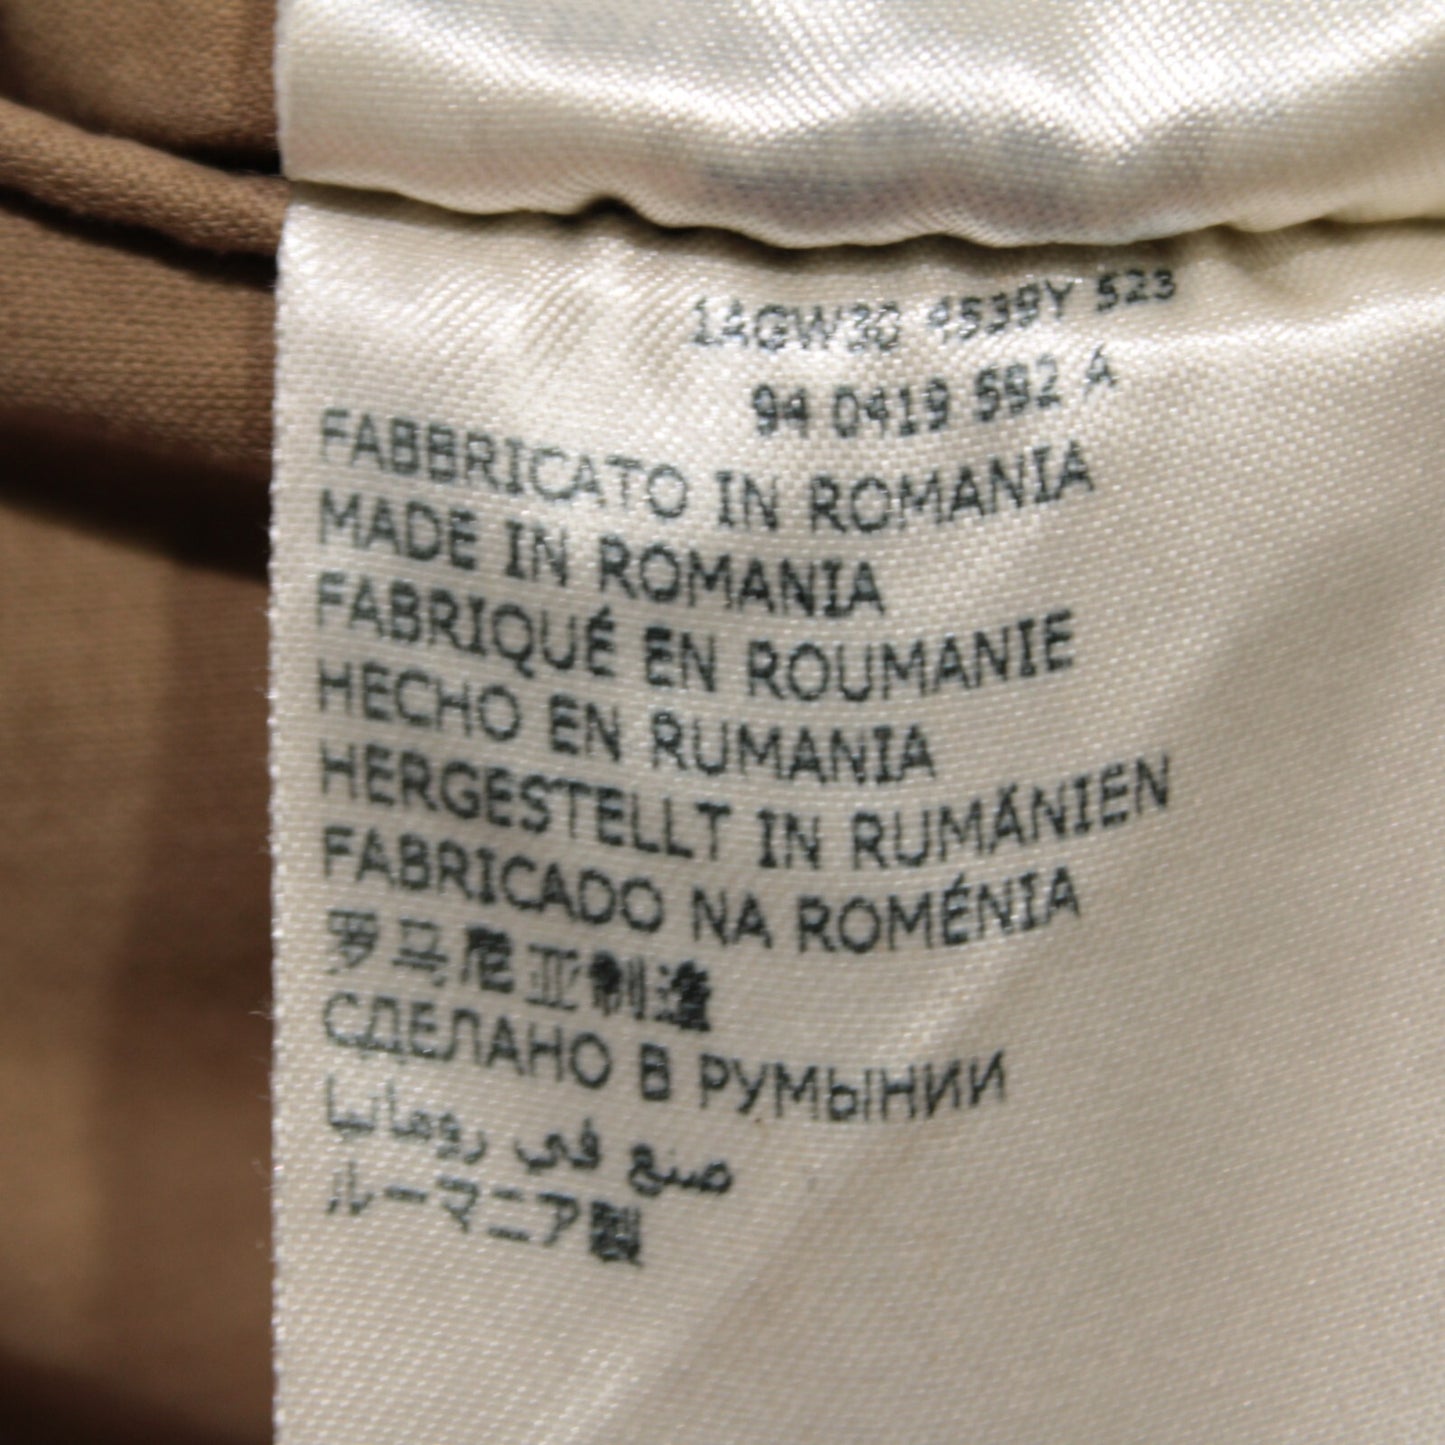 1AGW30 4539Y 523
94 0419 592 A
FABBRICATO IN ROMANIA
MADE IN ROMANIA
FABRIQUÉ EN ROUMANIE
HECHO EN RUMANIA
HERGESTELLT IN RUMÄNIEN
FABRICADO NA ROMÉNIA
罗马尼亚制造
СДЕЛАНО В РУМЫНИИ
صنع في رومانيا
ルーマニア製